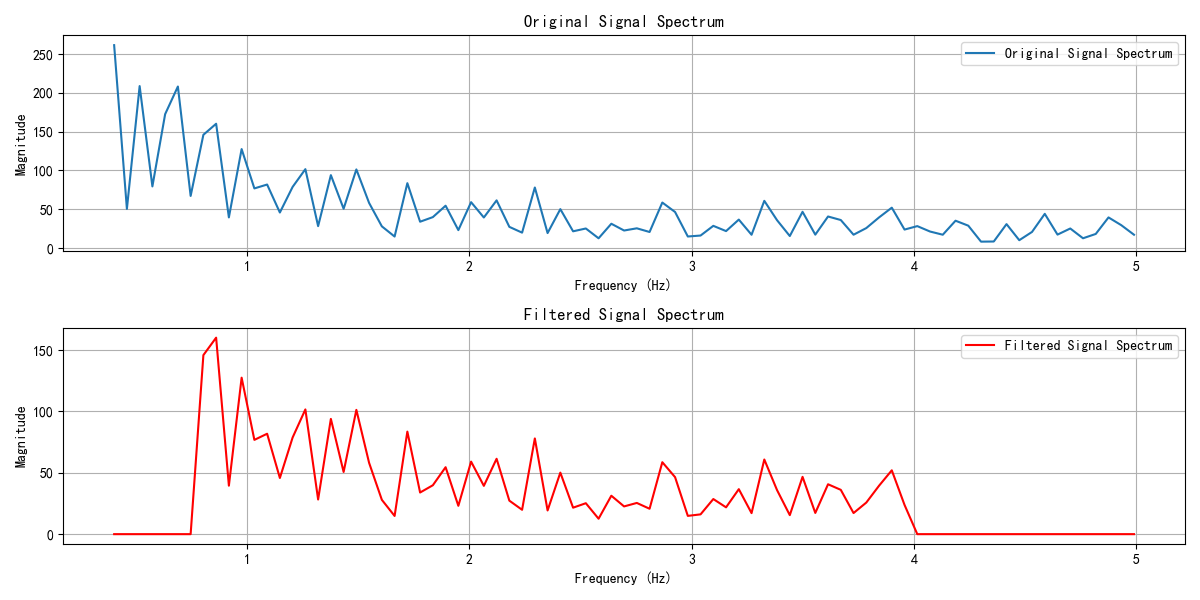 Original Signal Spectrum
Original Signal Spectrum
Magnitude
250
200
150
100
50
0
1
2
3
4
5
Frequency (Hz)
Filtered Signal Spectrum
Filtered Signal Spectrum
Magnitude
150
100
50
0
1
2
3
4
5
Frequency (Hz)